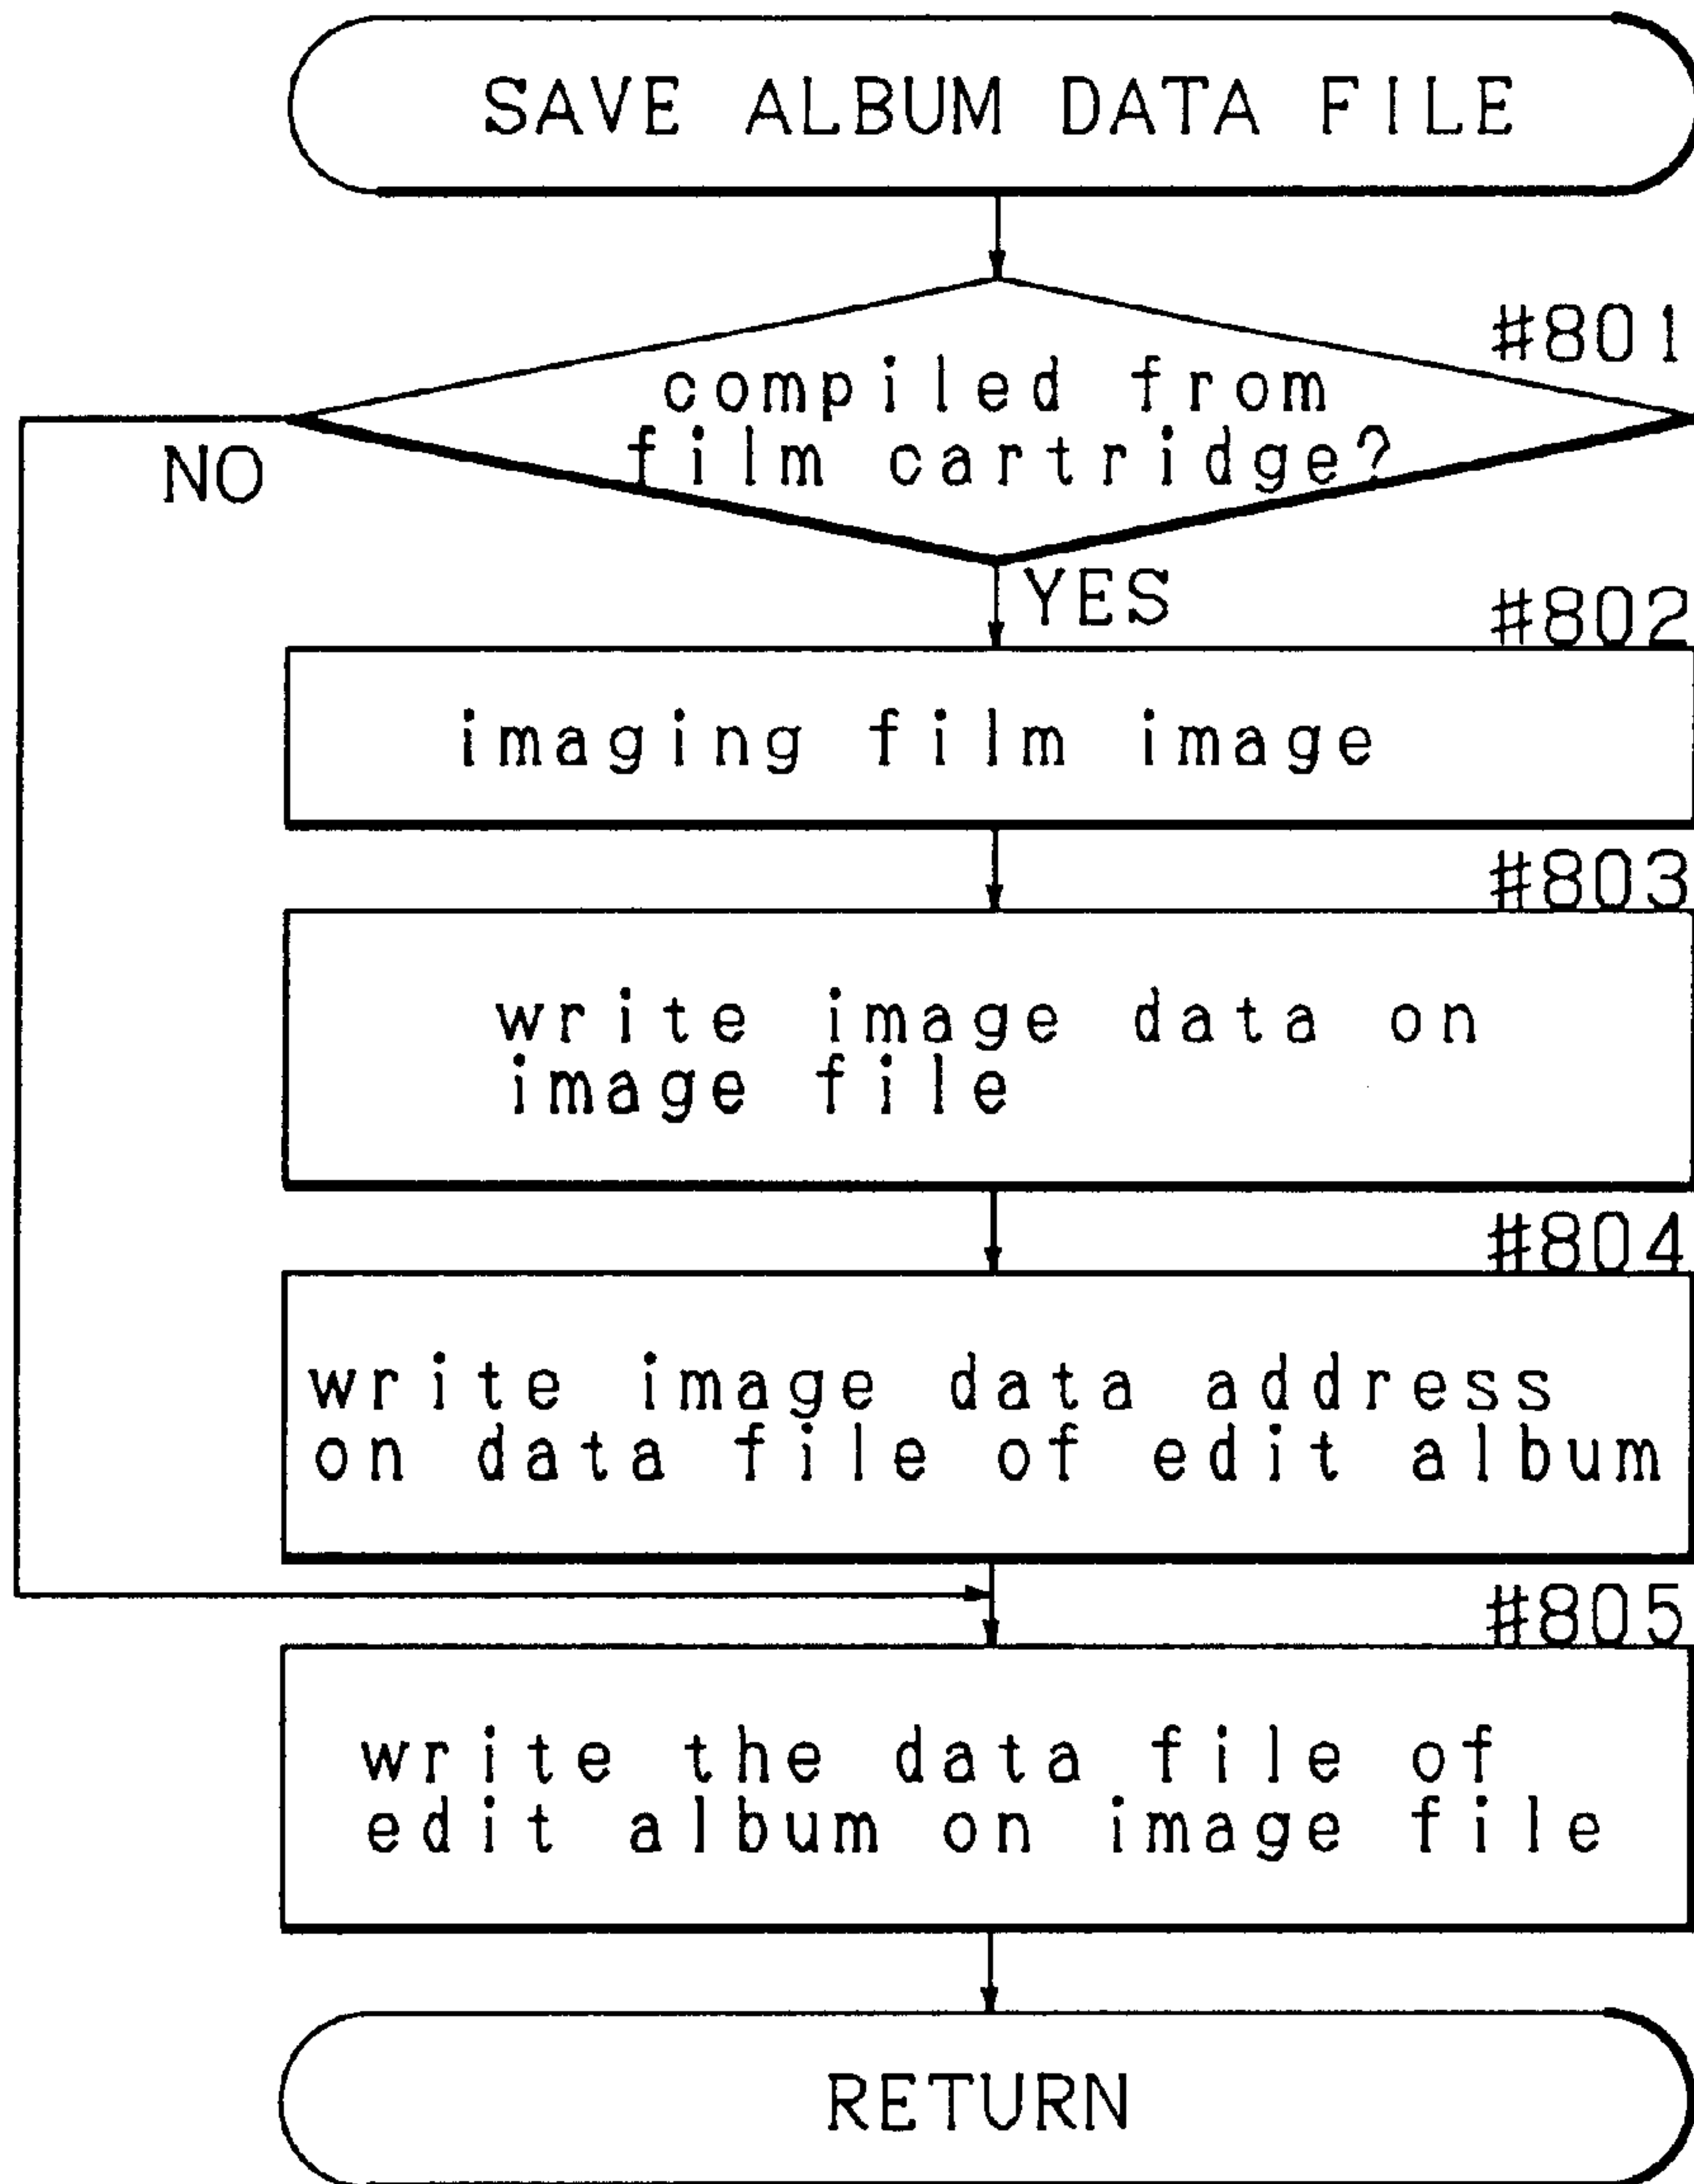 SAVE ALBUM DATA FILE
#801
compiled from
film cartridge?
NO
YES
#802
imaging film image
#803
write image data on
image file
#804
write image data address
on data file of edit album
#805
write the data file of
edit album on image file
RETURN